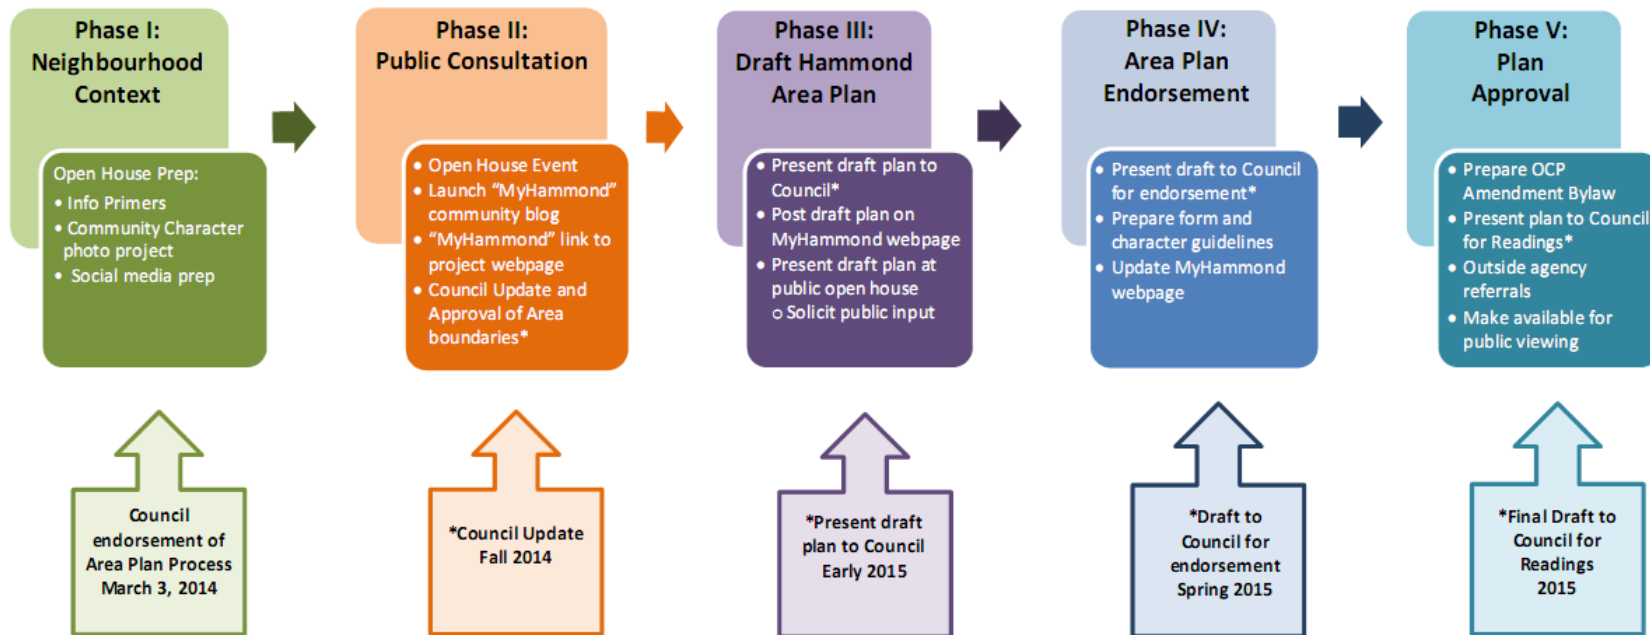 Phase I:
Neighbourhood
Context
Open House Prep:
• Info Primers
• Community Character
photo project
• Social media prep
Phase II:
Public Consultation
• Open House Event
• Launch “MyHammond”
community blog
• “MyHammond” link to
project webpage
• Council Update and
Approval of Area
boundaries*
Phase III:
Draft Hammond
Area Plan
• Present draft plan to
Council*
• Post draft plan on
MyHammond webpage
• Present draft plan at
public open house
o Solicit public input
Phase IV:
Area Plan
Endorsement
• Present draft to Council
for endorsement*
• Prepare form and
character guidelines
• Update MyHammond
webpage
Phase V:
Plan
Approval
• Prepare OCP
Amendment Bylaw
• Present plan to Council
for Readings*
• Outside agency
referrals
• Make available for
public viewing
Council
endorsement of
Area Plan Process
March 3, 2014
*Council Update
Fall 2014
*Present draft
plan to Council
Early 2015
*Draft to
Council for
endorsement
Spring 2015
*Final Draft to
Council for
Readings
2015